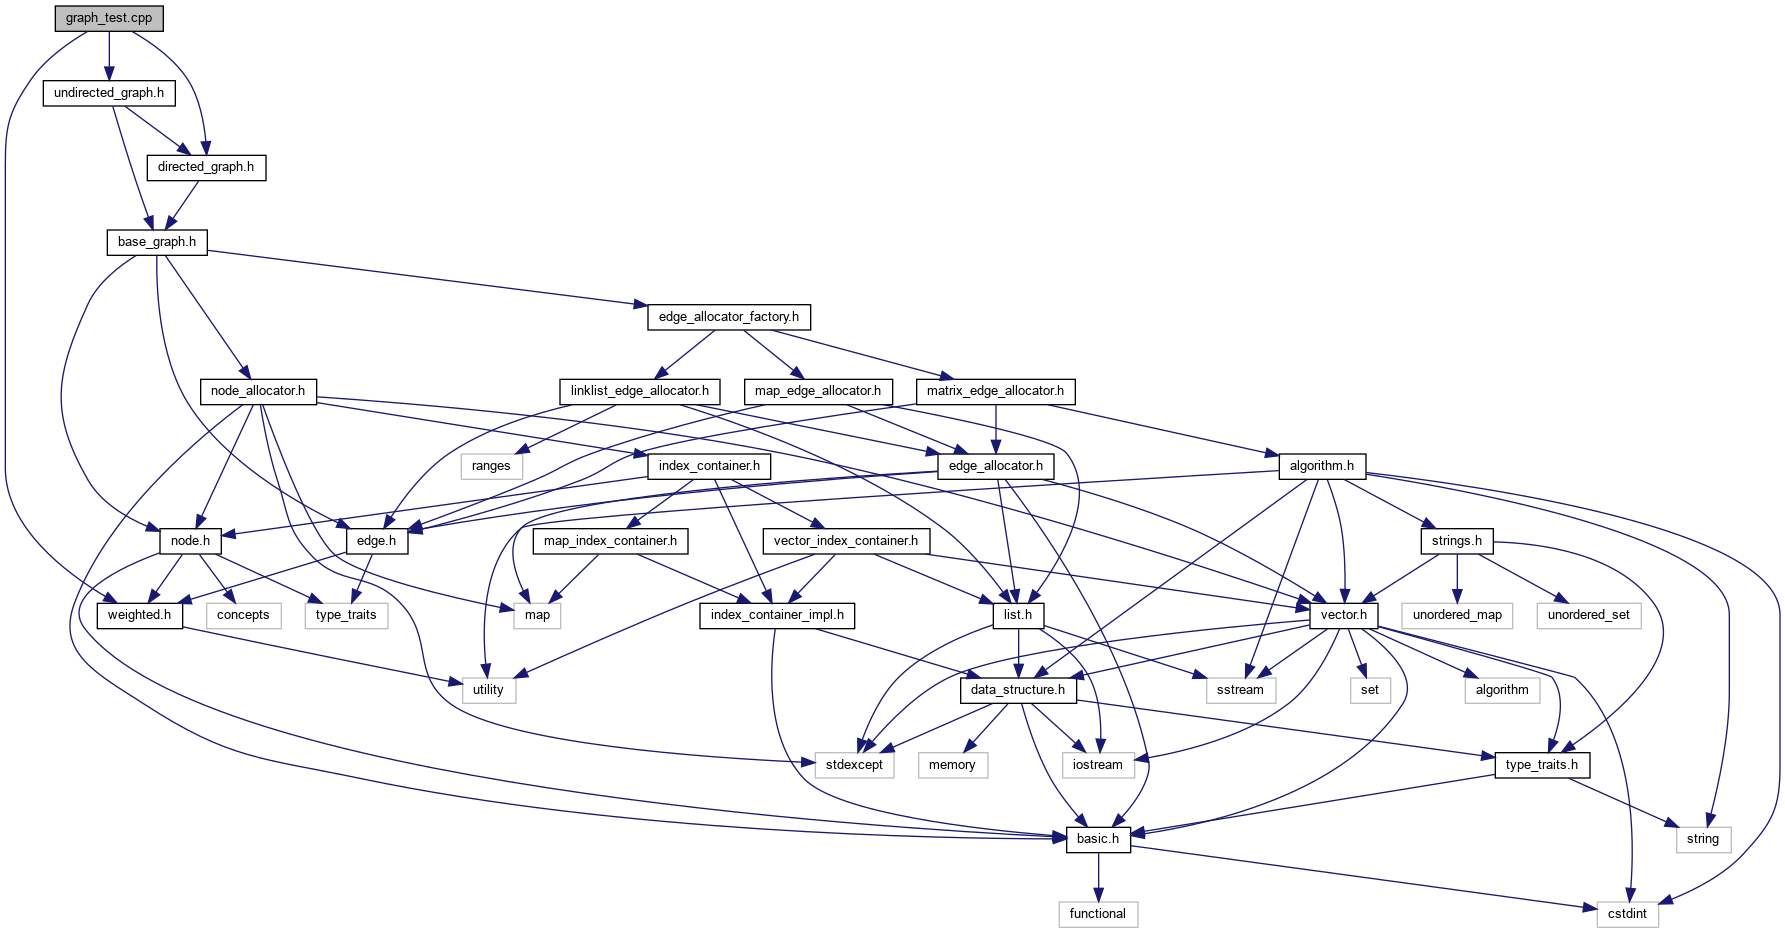 graph_test.cpp
undirected_graph.h
directed_graph.h
base_graph.h
edge_allocator_factory.h
node_allocator.h
linklist_edge_allocator.h
map_edge_allocator.h
matrix_edge_allocator.h
ranges
index_container.h
edge_allocator.h
algorithm.h
node.h
edge.h
map_index_container.h
vector_index_container.h
strings.h
weighted.h
concepts
type_traits
map
index_container_impl.h
list.h
vector.h
unordered_map
unordered_set
utility
data_structure.h
sstream
set
algorithm
stdexcept
memory
iostream
type_traits.h
basic.h
string
functional
cstdint